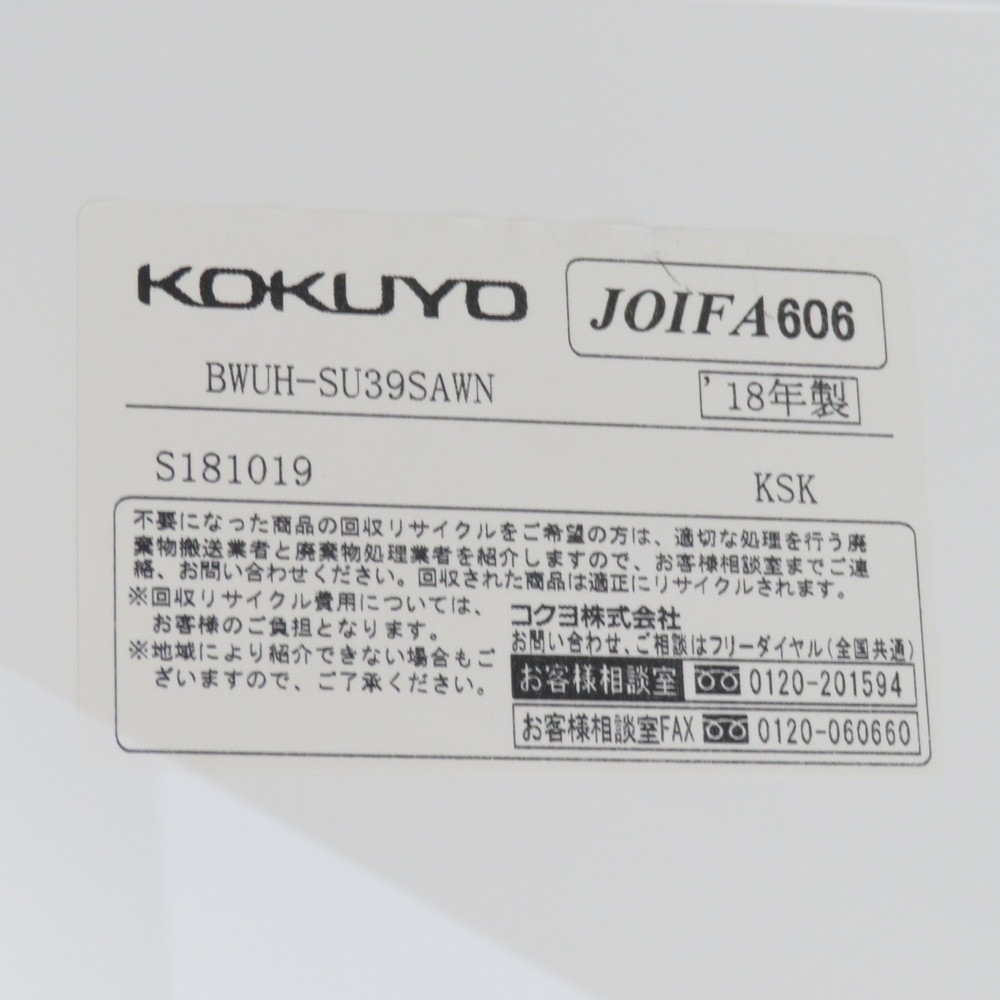 KOKUYO
JOIFA606
BWUH-SU39SAWN
'18年製
S181019
KSK
不要になった商品の回収リサイクルをご希望の方は、適切な処理を行う廃
棄物搬送業者と廃棄物処理業者を紹介しますので、お客様相談室までご連
絡、お問い合わせください。回収された商品は適正にリサイクルされます。
※回収リサイクル費用については、
お客様のご負担となります。
※地域により紹介できない場合もご
ざいますので、ご了承ください。
コクヨ株式会社
お問い合わせ、ご相談はフリーダイヤル(全国共通)
お客様相談室 0120-201594
お客様相談室FAX 0120-060660